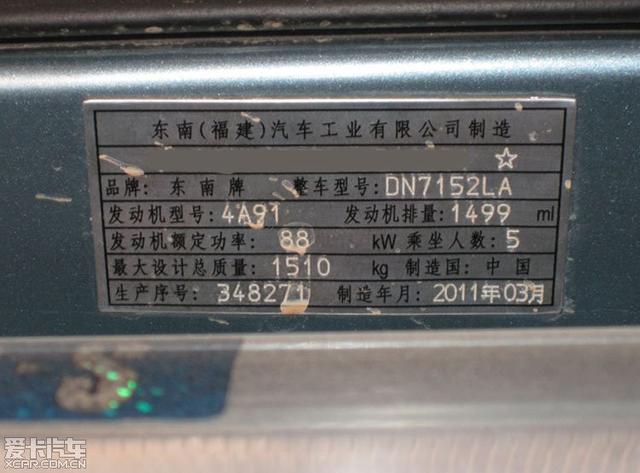 东南(福建)汽车工业有限公司制造
☆
品牌: 东南牌 整车型号: DN7152LA
发动机型号: 4A91 发动机排量: 1499 ml
发动机额定功率: 88 kW 乘坐人数: 5
最大设计总质量: 1510 kg 制造国: 中国
生产序号: 348271 制造年月: 2011年03月
爱卡汽车
XCAR.COM.CN